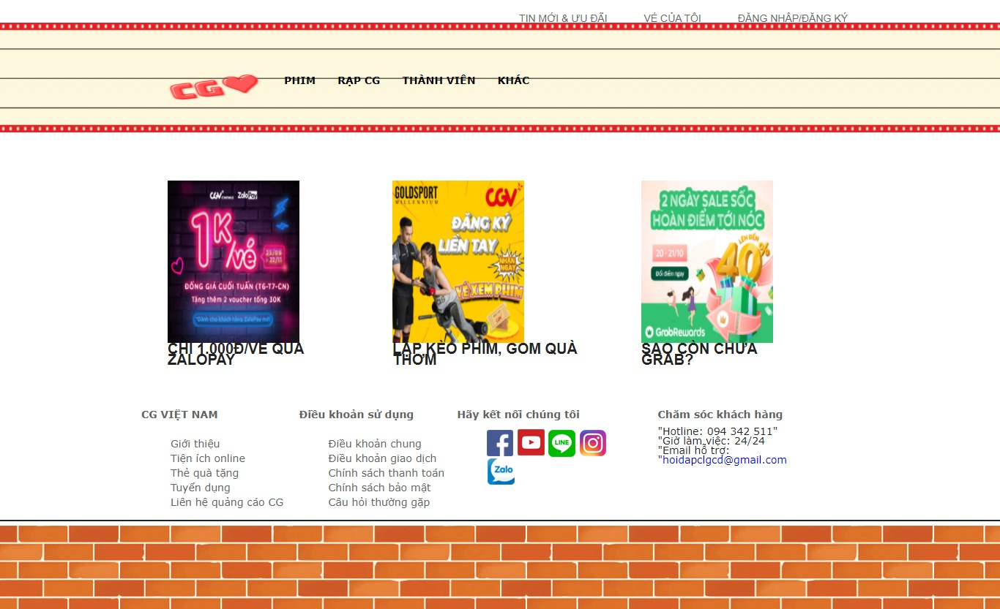 TIN MỚI & ƯU ĐÃI
VÉ CỦA TÔI
ĐĂNG NHẬP/ĐĂNG KÝ
CG
PHIM
RẠP CG
THÀNH VIÊN
KHÁC
CGV CINEMAS ZaloPay
1K/vé
ĐỒNG GIÁ CUỐI TUẦN (T6-T7-CN)
Tặng thêm 2 voucher tổng 30K
*Dành cho khách hàng ZaloPay mới
GOLDSPORT
MILLENNIUM
CGV
ĐĂNG KÝ
LIỀN TAY
NHẬN
NGAY
VÉ XEM PHIM
2 NGÀY SALE SỐC
HOÀN ĐIỂM TỚI NÓC
LÊN ĐẾN
40%
20 - 21/10
Đổi điểm ngay
GrabRewards
CHỈ 1.000Đ/VÉ QUA
ZALOPAY
LẬP KÈO PHIM, GOM QUÀ
THƠM
SAO CÒN CHƯA
GRAB?
CG VIỆT NAM
Giới thiệu
Tiện ích online
Thẻ quà tặng
Tuyển dụng
Liên hệ quảng cáo CG
Điều khoản sử dụng
Điều khoản chung
Điều khoản giao dịch
Chính sách thanh toán
Chính sách bảo mật
Câu hỏi thường gặp
Hãy kết nối chúng tôi
LINE
Zalo
Chăm sóc khách hàng
"Hotline: 094 342 511"
"Giờ làm việc: 24/24
"Email hỗ trợ:
"hoidapclgcd@gmail.com